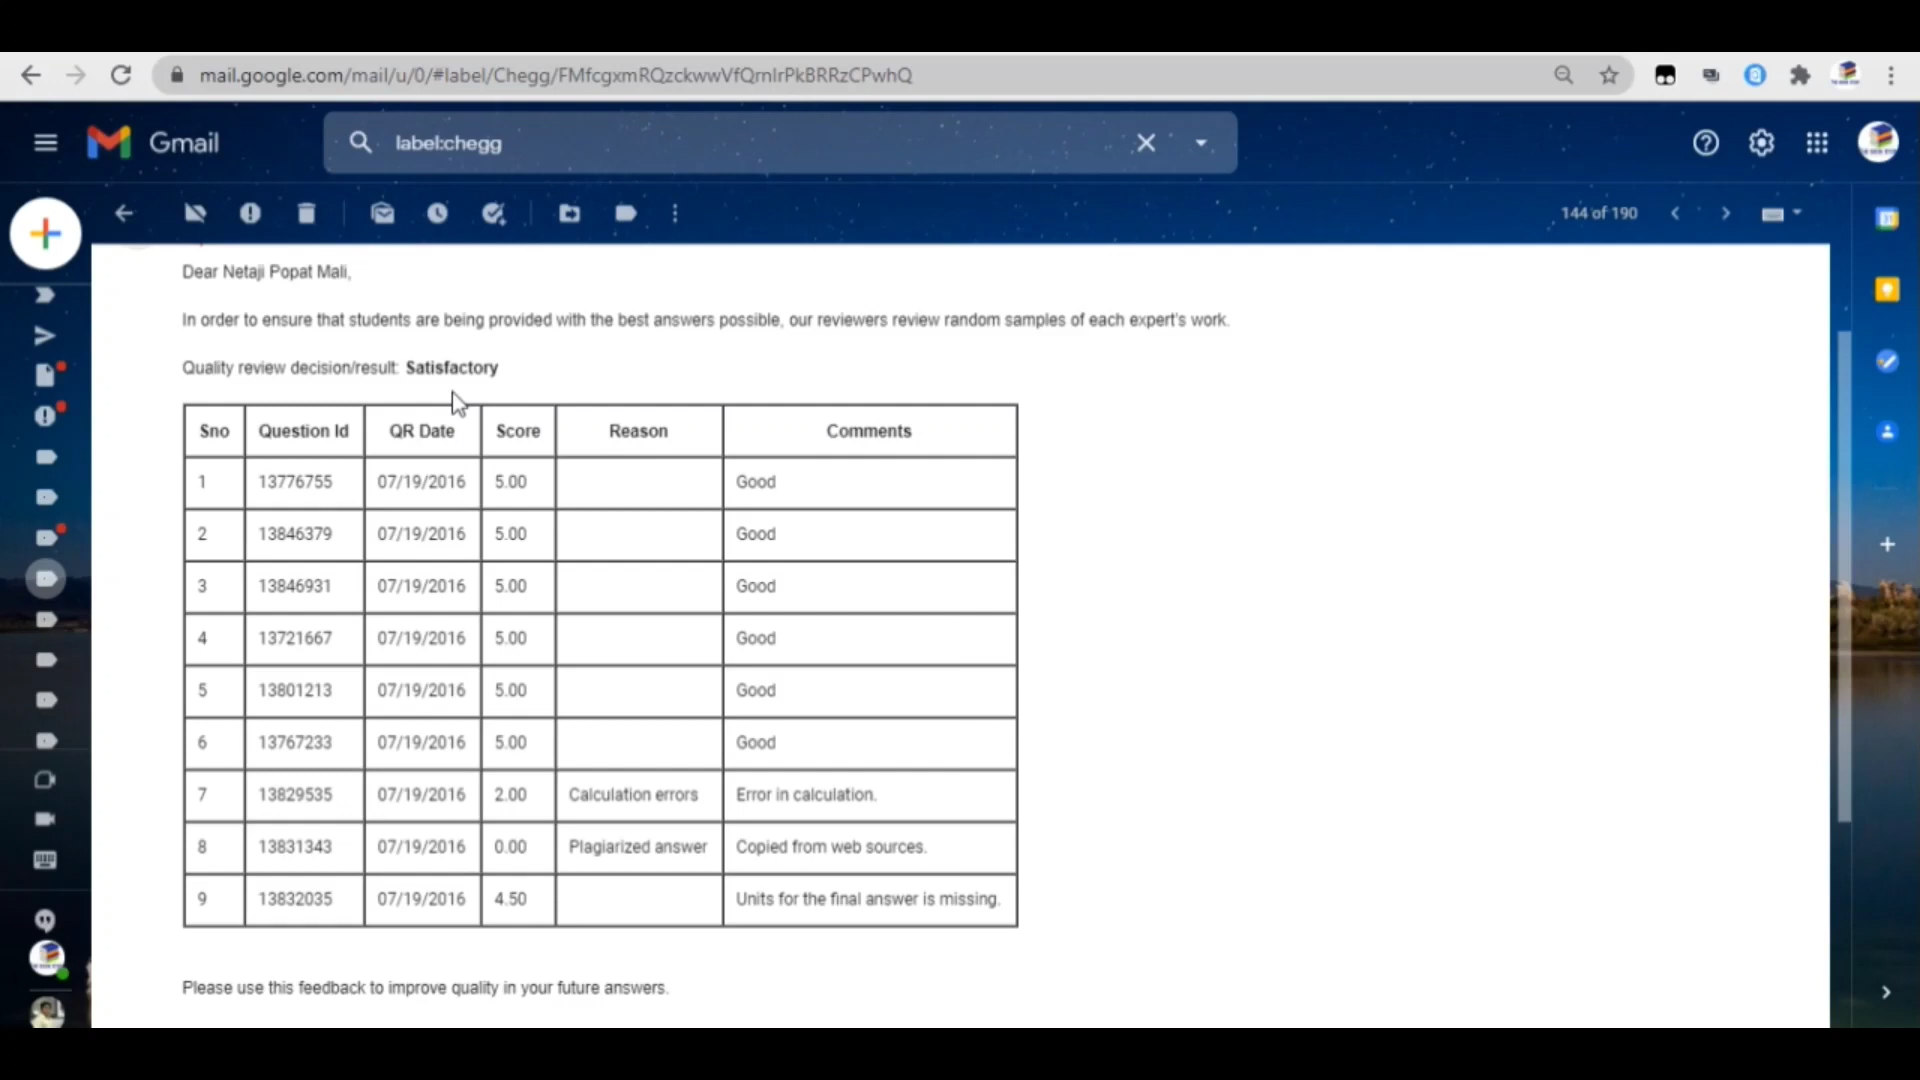 mail.google.com/mail/u/0/#label/Chegg/FMfcgxmRQzckwwVfQrnlrPkBRRzCPwhQ
Gmail
label:chegg
144 of 190
Dear Netaji Popat Mali,
In order to ensure that students are being provided with the best answers possible, our reviewers review random samples of each expert's work.
Quality review decision/result: Satisfactory
Sno Question Id QR Date Score Reason Comments
1 13776755 07/19/2016 5.00 Good
2 13846379 07/19/2016 5.00 Good
3 13846931 07/19/2016 5.00 Good
4 13721667 07/19/2016 5.00 Good
5 13801213 07/19/2016 5.00 Good
6 13767233 07/19/2016 5.00 Good
7 13829535 07/19/2016 2.00 Calculation errors Error in calculation.
8 13831343 07/19/2016 0.00 Plagiarized answer Copied from web sources.
9 13832035 07/19/2016 4.50 Units for the final answer is missing.
Please use this feedback to improve quality in your future answers.